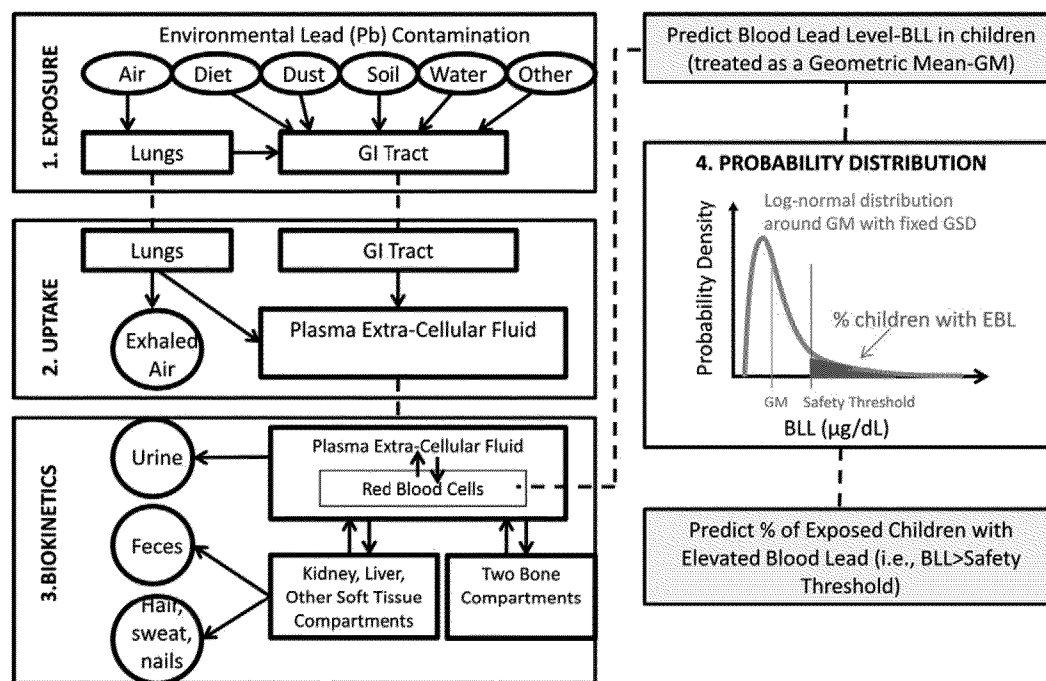 1. EXPOSURE
Environmental Lead (Pb) Contamination
Air
Diet
Dust
Soil
Water
Other
Lungs
GI Tract
2. UPTAKE
Lungs
GI Tract
Exhaled
Air
Plasma Extra-Cellular Fluid
3.BIOKINETICS
Urine
Feces
Hair,
sweat,
nails
Plasma Extra-Cellular Fluid
Red Blood Cells
Kidney, Liver,
Other Soft Tissue
Compartments
Two Bone
Compartments
Predict Blood Lead Level-BLL in children
(treated as a Geometric Mean-GM)
4. PROBABILITY DISTRIBUTION
Log-normal distribution
around GM with fixed GSD
Probability Density
% children with EBL
GM
Safety Threshold
BLL (µg/dL)
Predict % of Exposed Children with
Elevated Blood Lead (i.e., BLL>Safety
Threshold)